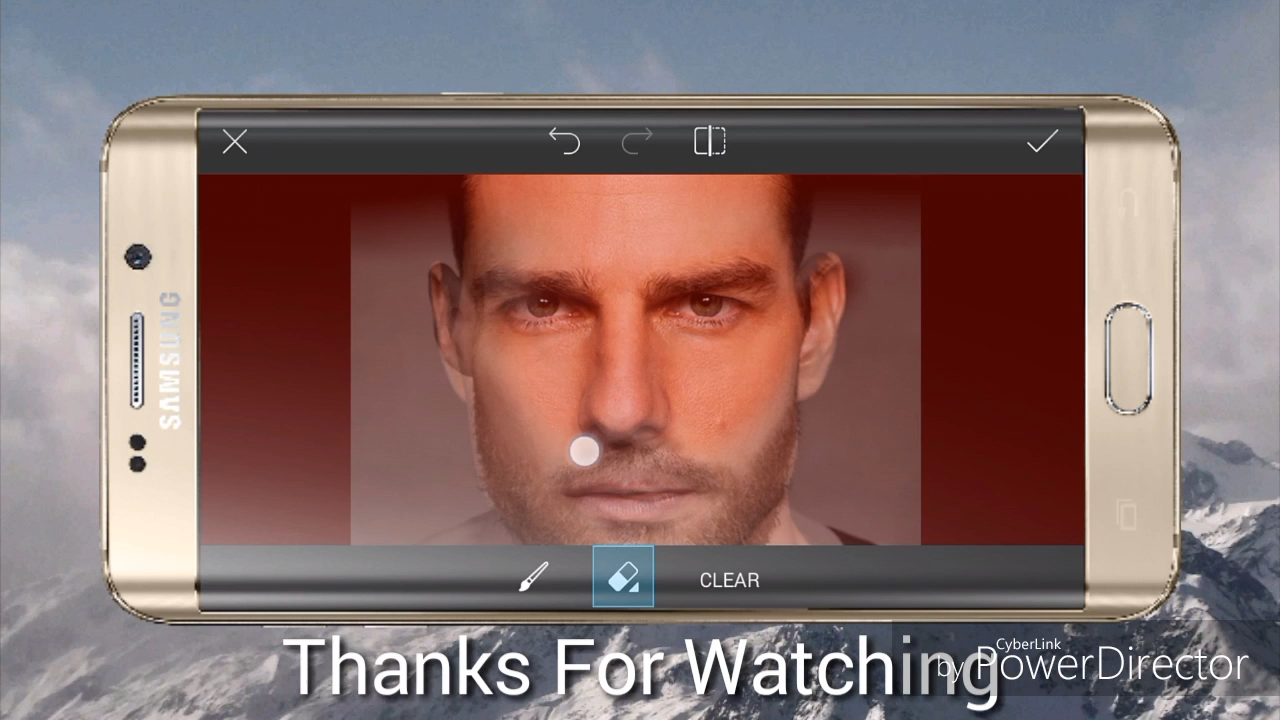 SAMSUNG
CLEAR
Thanks For Watching
CyberLink
by PowerDirector